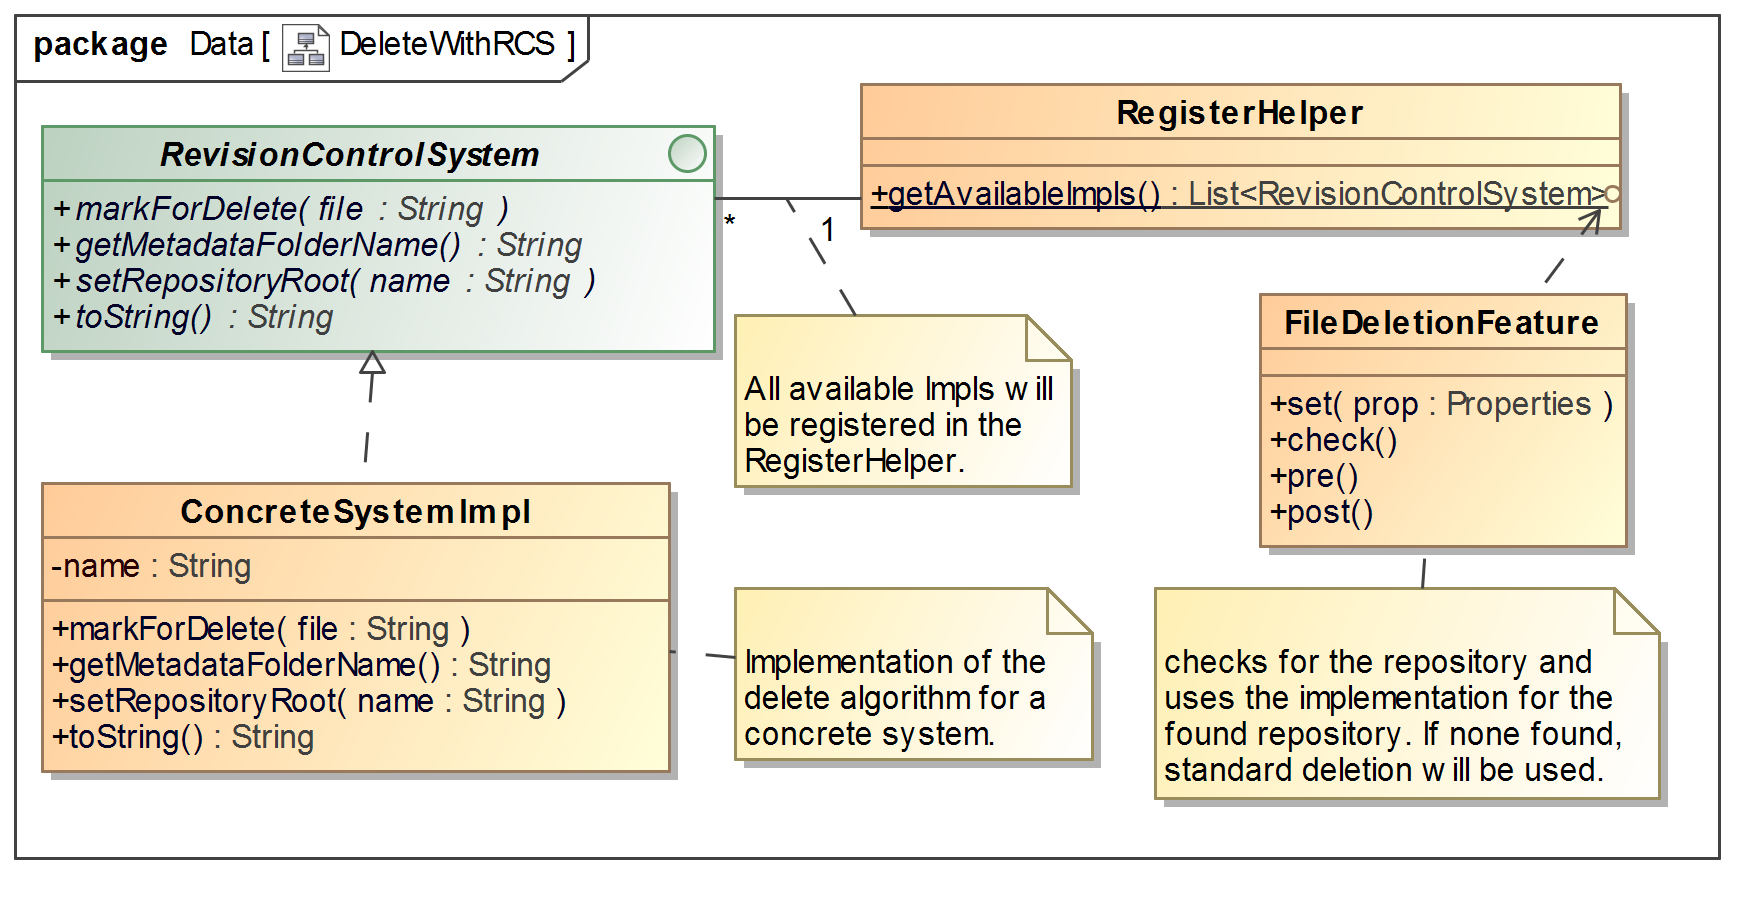 package Data [ DeleteWithRCS ]
RevisionControlSystem
+markForDelete( file : String )
+getMetadataFolderName() : String
+setRepositoryRoot( name : String )
+toString() : String
RegisterHelper
+getAvailableImpls() : List<RevisionControlSystem>
*
1
All available Impls will
be registered in the
RegisterHelper.
FileDeletionFeature
+set( prop : Properties )
+check()
+pre()
+post()
ConcreteSystemImpl
-name : String
+markForDelete( file : String )
+getMetadataFolderName() : String
+setRepositoryRoot( name : String )
+toString() : String
Implementation of the
delete algorithm for a
concrete system.
checks for the repository and
uses the implementation for the
found repository. If none found,
standard deletion will be used.